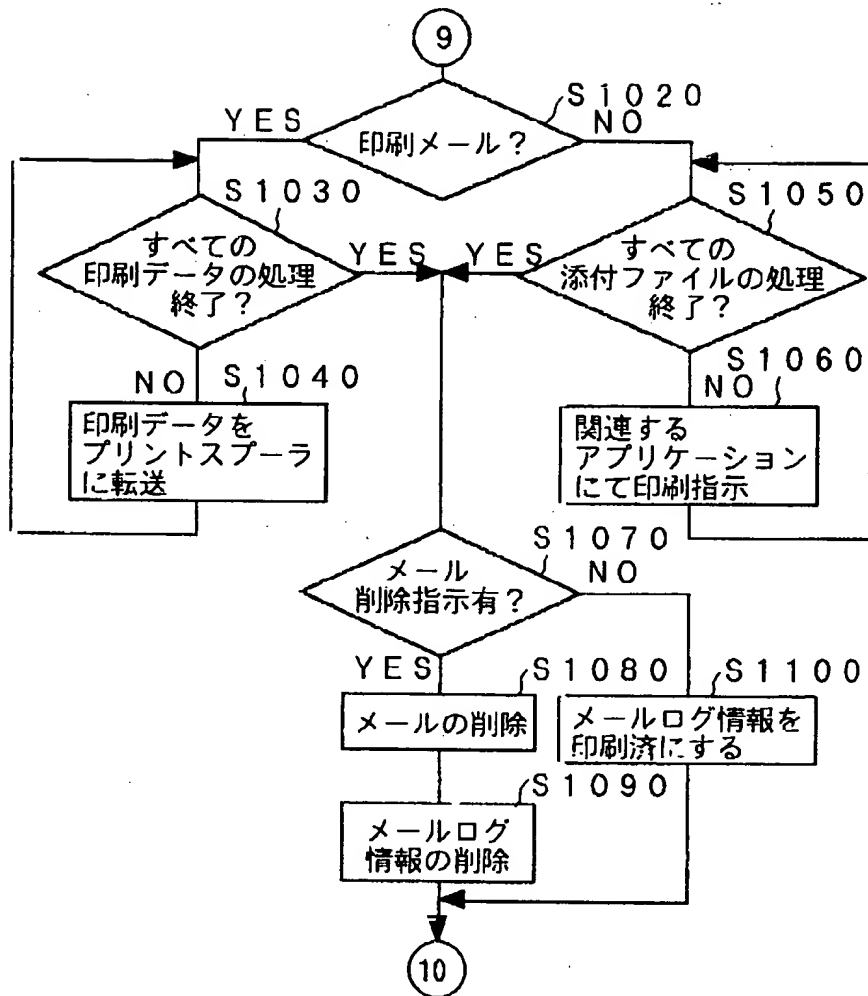 9
S1020
YES
NO
印刷メール？
S1030
S1050
すべての
印刷データの処理
終了？
YES
YES
すべての
添付ファイルの処理
終了？
NO
S1040
S1060
NO
印刷データを
プリントスプーラ
に転送
関連する
アプリケーション
にて印刷指示
S1070
メール
削除指示有？
NO
YES
S1080
S1100
メールの削除
メールログ情報を
印刷済にする
S1090
メールログ
情報の削除
10